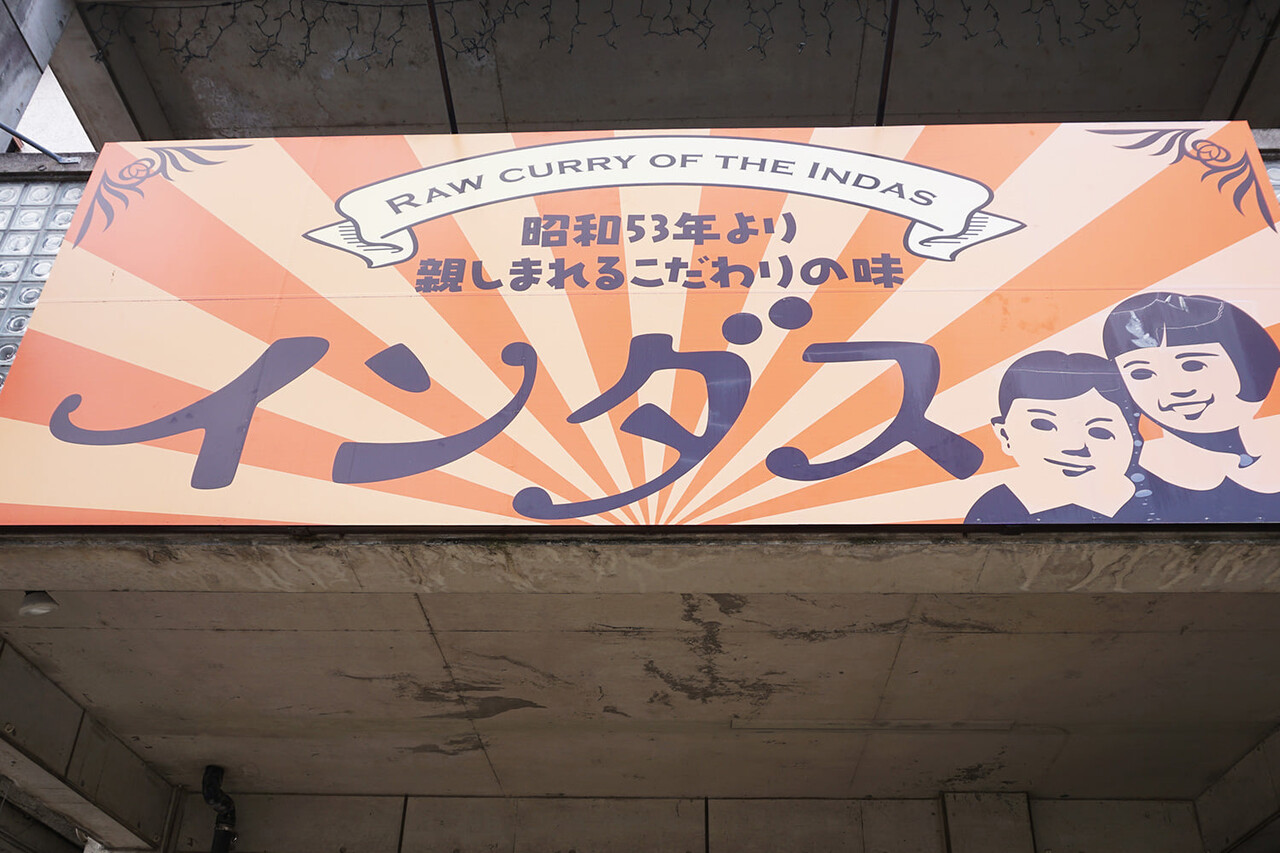 RAW CURRY OF THE INDAS
昭和53年より
親しまれるこだわりの味
インダス